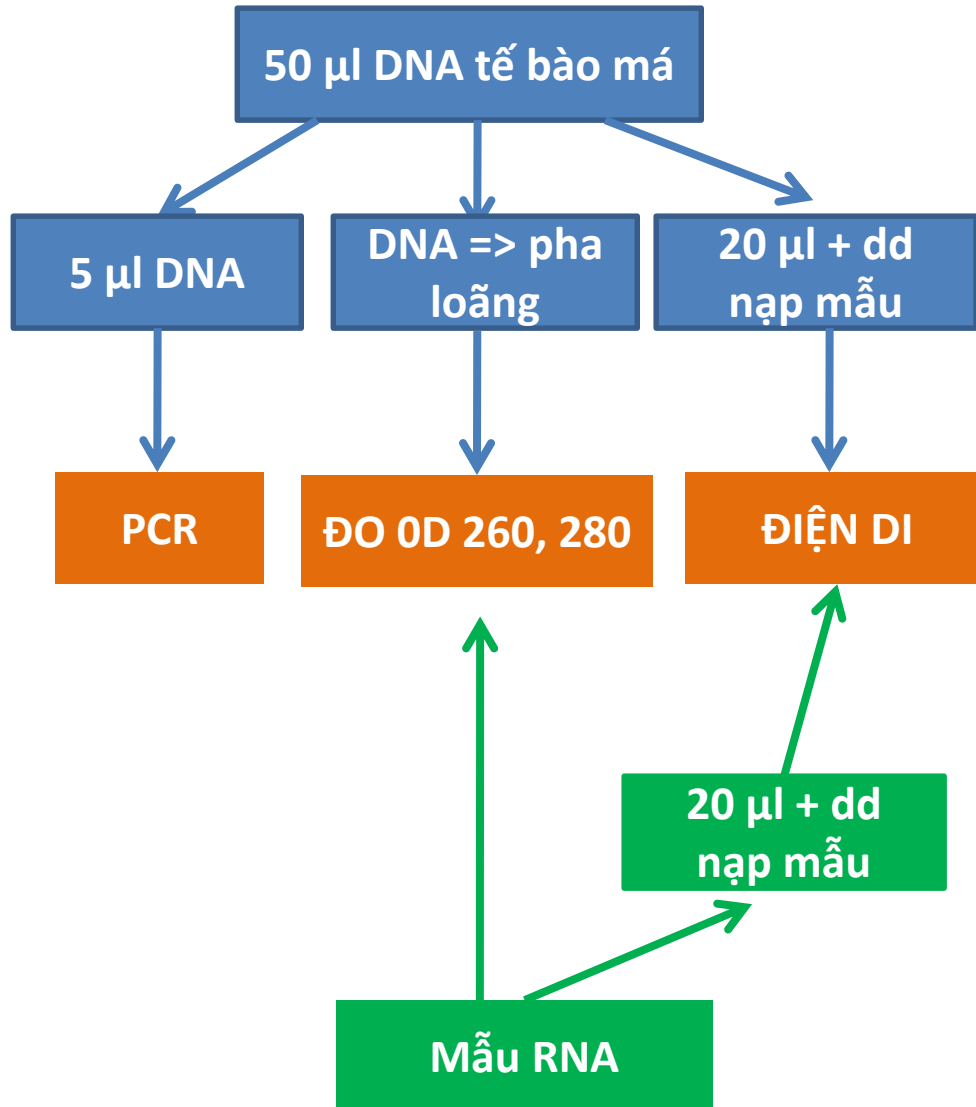 50 µl DNA tế bào má
5 µl DNA
DNA => pha
loãng
20 µl + dd
nạp mẫu
PCR
ĐO 0D 260, 280
ĐIỆN DI
20 µl + dd
nạp mẫu
Mẫu RNA